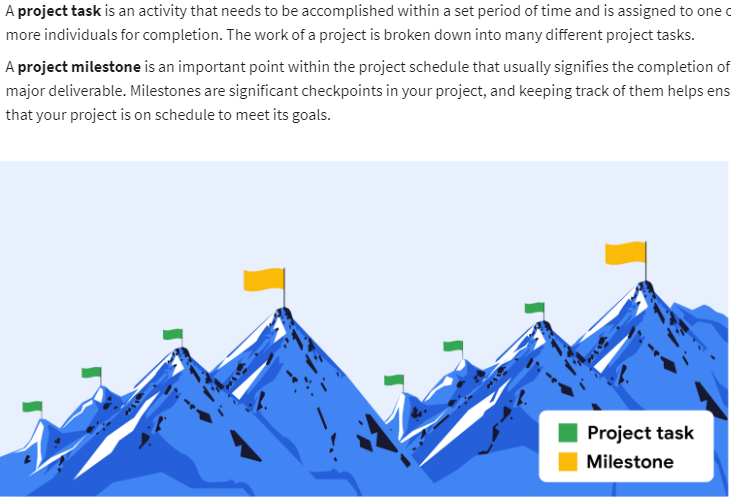 A project task is an activity that needs to be accomplished within a set period of time and is assigned to one
more individuals for completion. The work of a project is broken down into many different project tasks.
A project milestone is an important point within the project schedule that usually signifies the completion of
major deliverable. Milestones are significant checkpoints in your project, and keeping track of them helps ens
that your project is on schedule to meet its goals.
Project task
Milestone